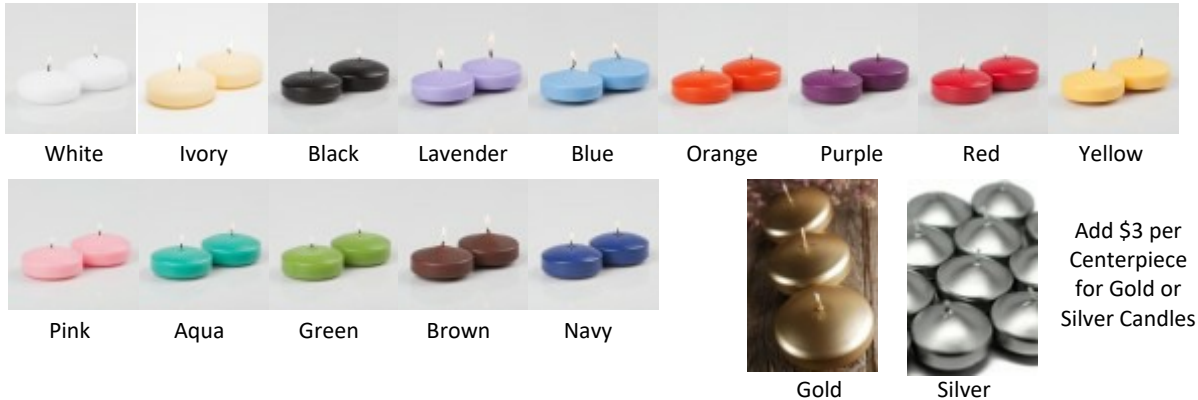 White Ivory Black Lavender Blue Orange Purple Red Yellow
Pink Aqua Green Brown Navy
Gold Silver
Add $3 per
Centerpiece
for Gold or
Silver Candles